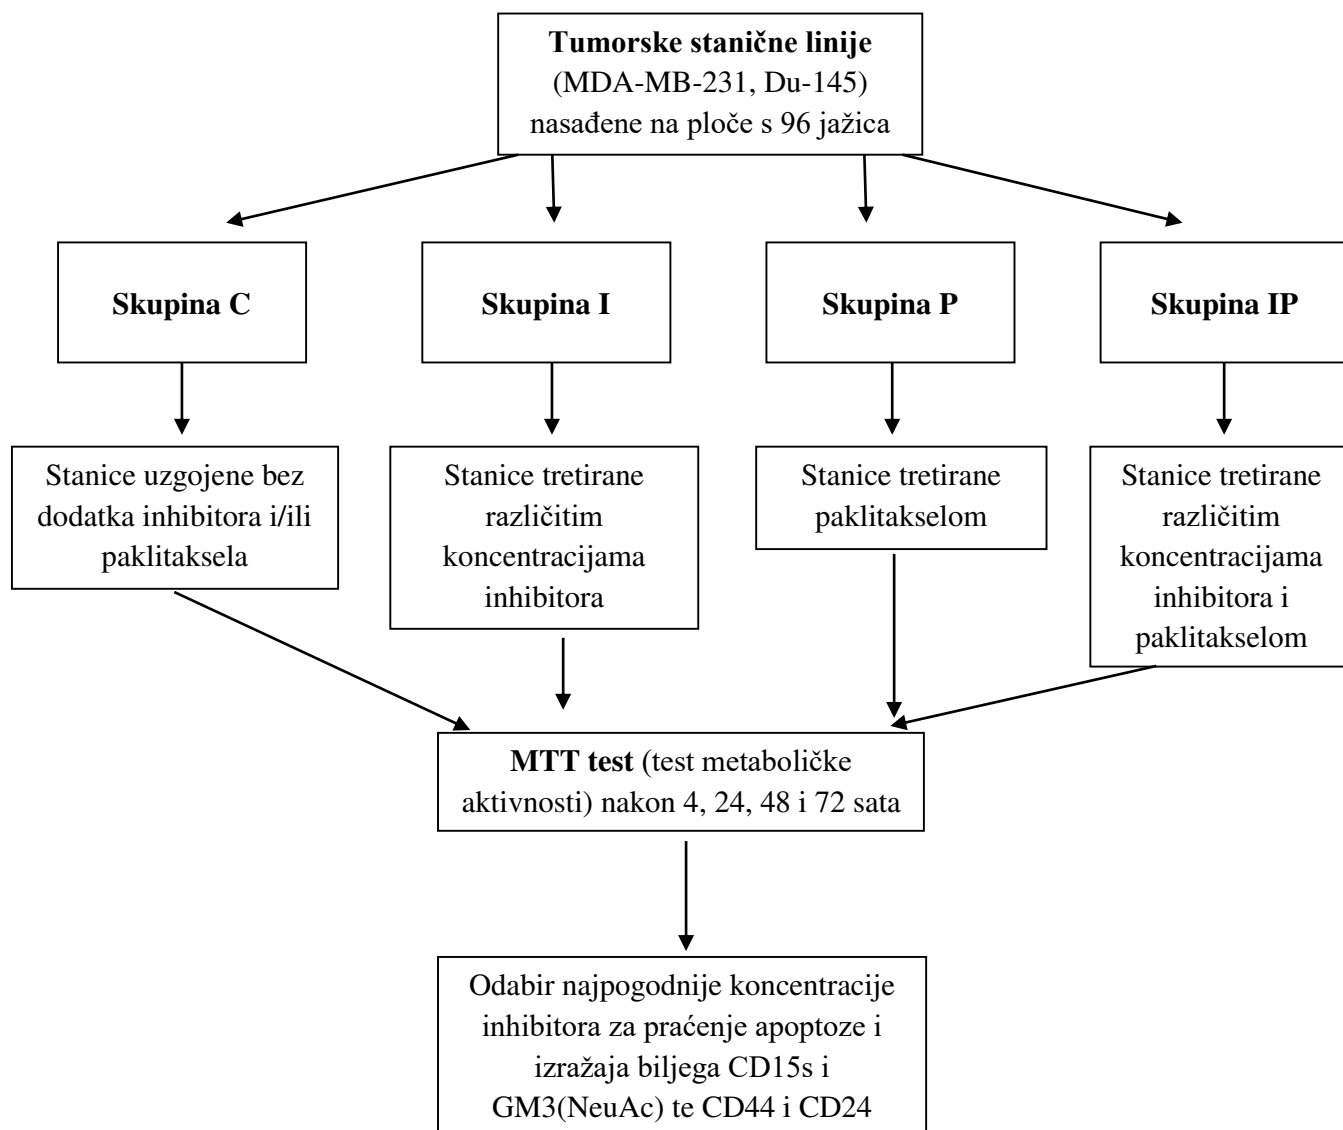 Tumorske stanične linije
(MDA-MB-231, Du-145)
nasađene na ploče s 96 jažica
Skupina C
Skupina I
Skupina P
Skupina IP
Stanice uzgojene bez
dodatka inhibitora i/ili
paklitaksela
Stanice tretirane
različitim
koncentracijama
inhibitora
Stanice tretirane
paklitakselom
Stanice tretirane
različitim
koncentracijama
inhibitora i
paklitakselom
MTT test (test metaboličke
aktivnosti) nakon 4, 24, 48 i 72 sata
Odabir najpogodnije koncentracije
inhibitora za praćenje apoptoze i
izražaja biljega CD15s i
GM3(NeuAc) te CD44 i CD24